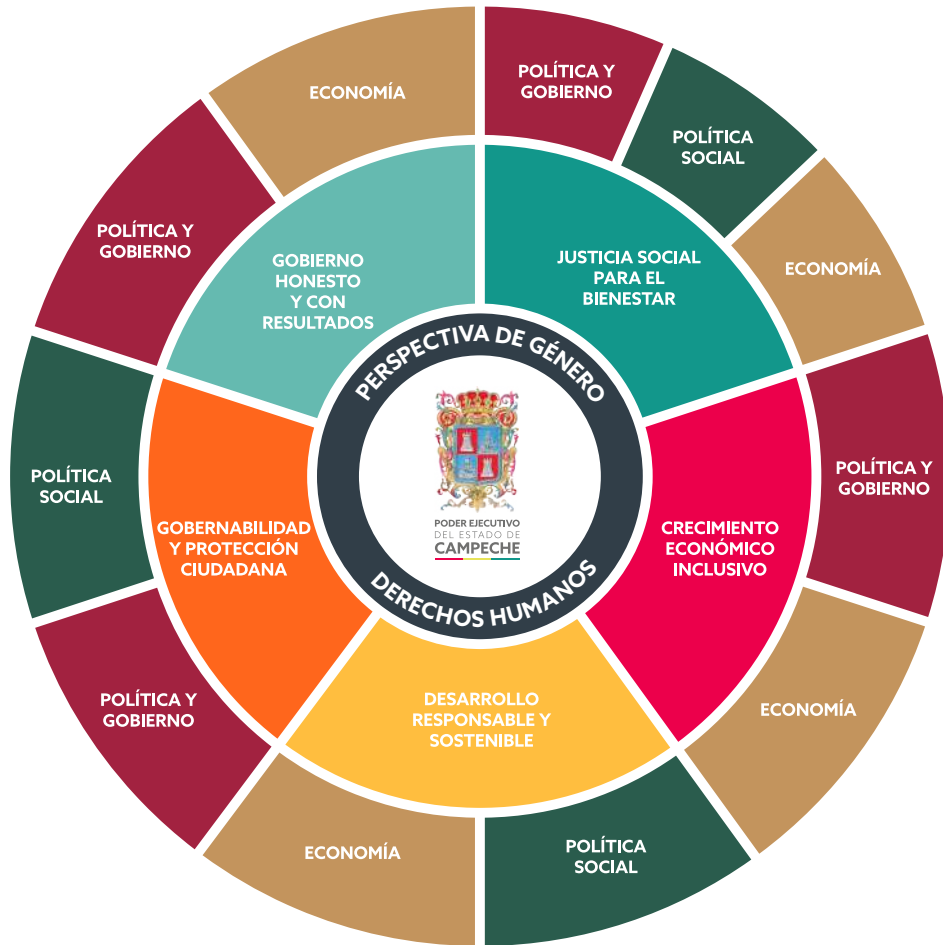 ECONOMÍA
POLÍTICA Y
GOBIERNO
POLÍTICA
SOCIAL
ECONOMÍA
POLÍTICA Y
GOBIERNO
ECONOMÍA
POLÍTICA
SOCIAL
ECONOMÍA
POLÍTICA Y
GOBIERNO
POLÍTICA
SOCIAL
POLÍTICA Y
GOBIERNO
GOBIERNO
HONESTO
Y CON
RESULTADOS
JUSTICIA SOCIAL
PARA EL
BIENESTAR
CRECIMIENTO
ECONÓMICO
INCLUSIVO
DESARROLLO
RESPONSABLE Y
SOSTENIBLE
GOBERNABILIDAD
Y PROTECCIÓN
CIUDADANA
PERSPECTIVA DE GÉNERO
PODER EJECUTIVO
DEL ESTADO DE
CAMPECHE
DERECHOS HUMANOS